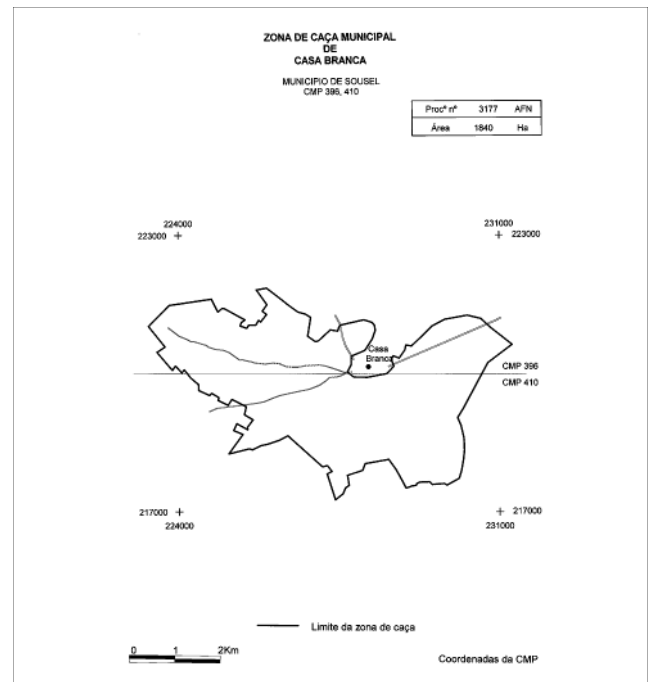 ZONA DE CAÇA MUNICIPAL
DE
CASA BRANCA
MUNICIPIO DE SOUSEL
CMP 396, 410
Procº nº 3177 AFN
Área 1840 Ha
224000
223000
231000
223000
Casa
Branca
CMP 396
CMP 410
217000
224000
217000
231000
Limite da zona de caça
0 1 2Km
Coordenadas da CMP